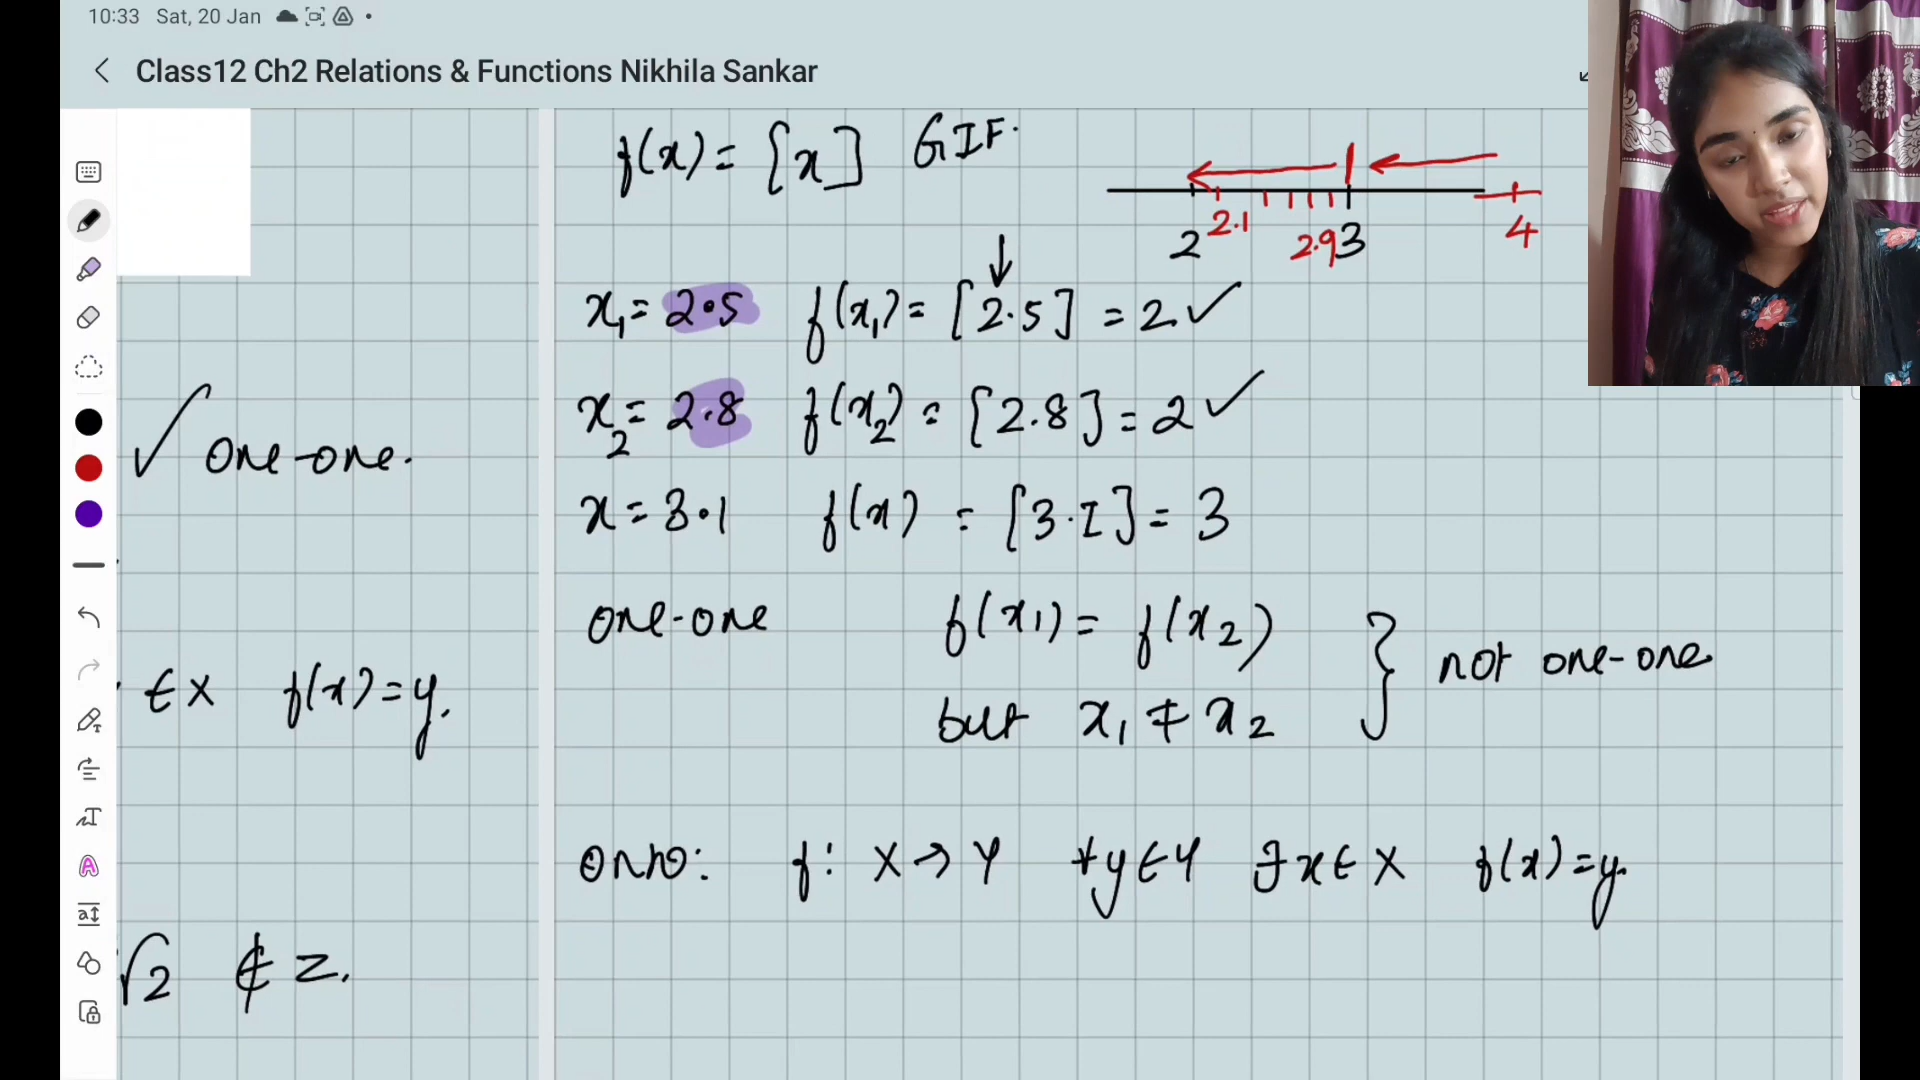 10:33 Sat, 20 Jan
Class12 Ch2 Relations & Functions Nikhila Sankar
f(x) = [x] GIF.
2 2.1 2.9 3 4
x₁ = 2.5 f(x₁) = [2.5] = 2 ✓
x₂ = 2.8 f(x₂) = [2.8] = 2 ✓
✓ one-one.
x = 3.1 f(x) = [3.1] = 3
one-one f(x₁) = f(x₂)
but x₁ ≠ x₂ } not one-one
∈ X f(x) = y.
onto: f: X → Y ∀y∈Y ∃x∈X f(x) = y.
√2 ∉ Z.